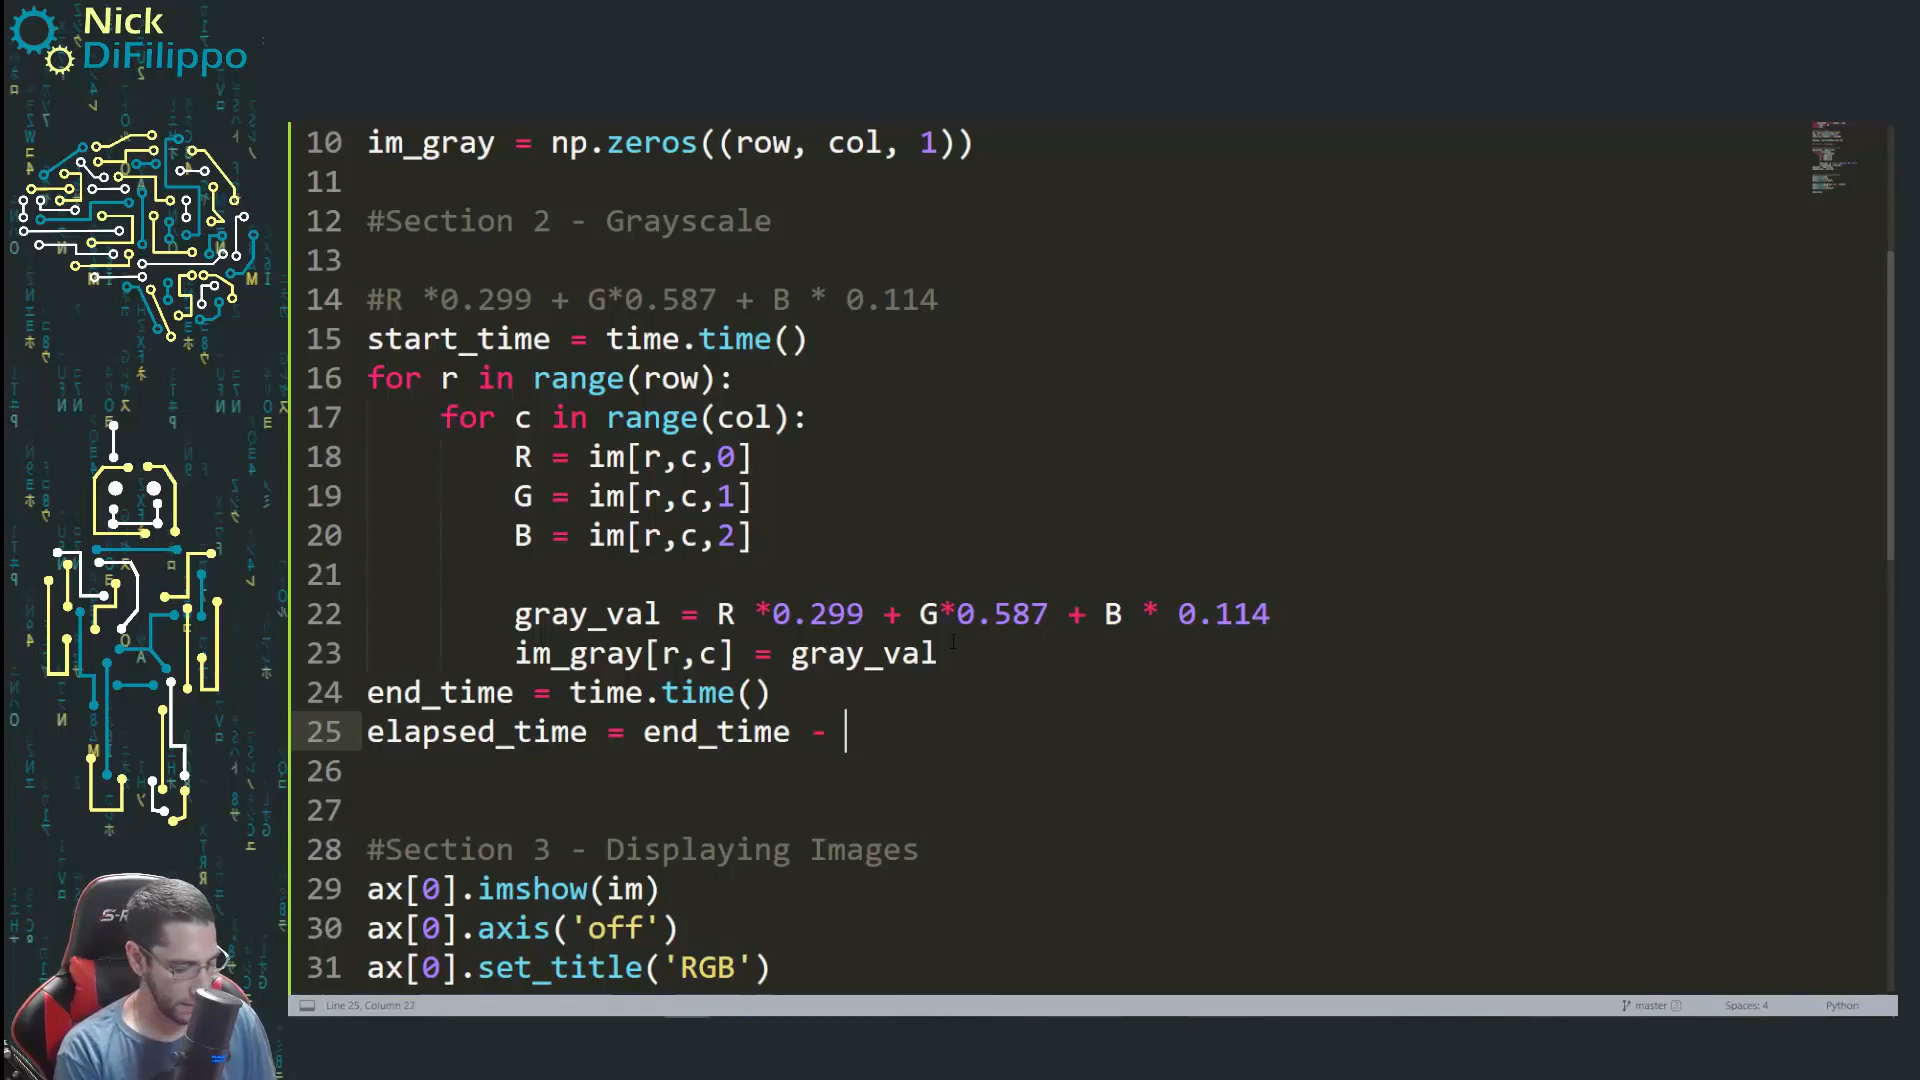 Nick
DiFilippo
10 im_gray = np.zeros((row, col, 1))
11
12 #Section 2 - Grayscale
13
14 #R *0.299 + G*0.587 + B * 0.114
15 start_time = time.time()
16 for r in range(row):
17     for c in range(col):
18         R = im[r,c,0]
19         G = im[r,c,1]
20         B = im[r,c,2]
21
22         gray_val = R *0.299 + G*0.587 + B * 0.114
23         im_gray[r,c] = gray_val
24 end_time = time.time()
25 elapsed_time = end_time -
26
27
28 #Section 3 - Displaying Images
29 ax[0].imshow(im)
30 ax[0].axis('off')
31 ax[0].set_title('RGB')
Line 25, Column 23
master 3
Spaces: 4
Python